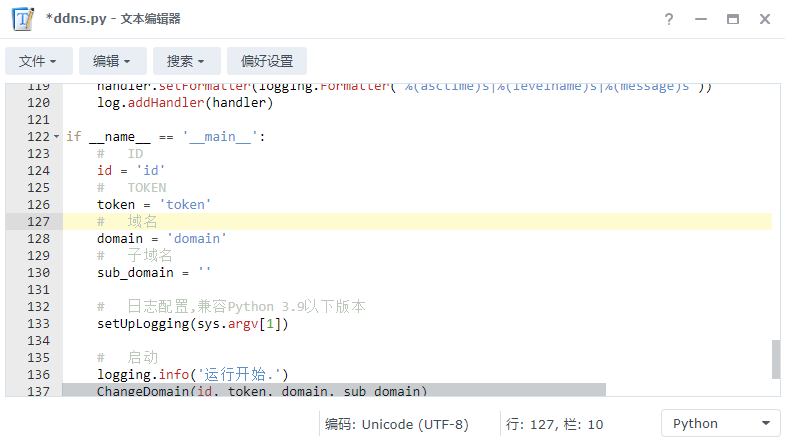 *ddns.py - 文本编辑器
文件 编辑 搜索 偏好设置
119 handler.setFormatter(logging.Formatter('%(asctime)s|%(levelname)s|%(message)s'))
120 log.addHandler(handler)
121
122 if __name__ == '__main__':
123 # ID
124 id = 'id'
125 # TOKEN
126 token = 'token'
127 # 域名
128 domain = 'domain'
129 # 子域名
130 sub_domain = ''
131
132 # 日志配置,兼容Python 3.9以下版本
133 setUpLogging(sys.argv[1])
134
135 # 启动
136 logging.info('运行开始.')
137 ChangeDomain(id, token, domain, sub_domain)
编码: Unicode (UTF-8) 行: 127, 栏: 10 Python